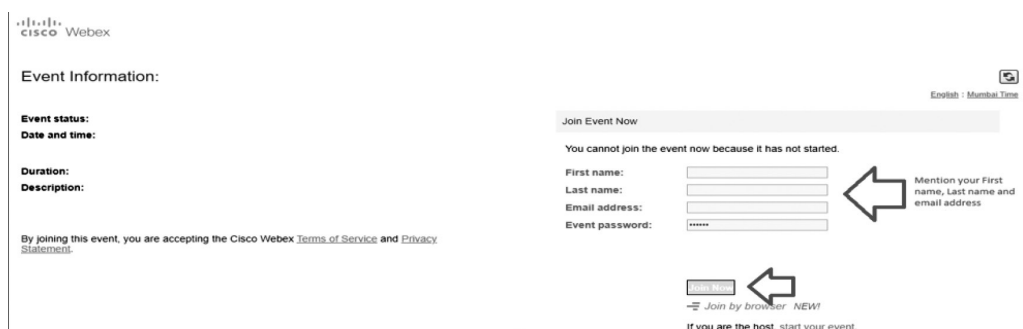 CISCO Webex
Event Information:
English : Mumbai Time
Event status:
Date and time:
Duration:
Description:
By joining this event, you are accepting the Cisco Webex Terms of Service and Privacy
Statement.
Join Event Now
You cannot join the event now because it has not started.
First name:
Last name:
Email address:
Event password:
••••••
Mention your First
name, Last name and
email address
Join Now
Join by browser NEW!
If you are the host, start your event